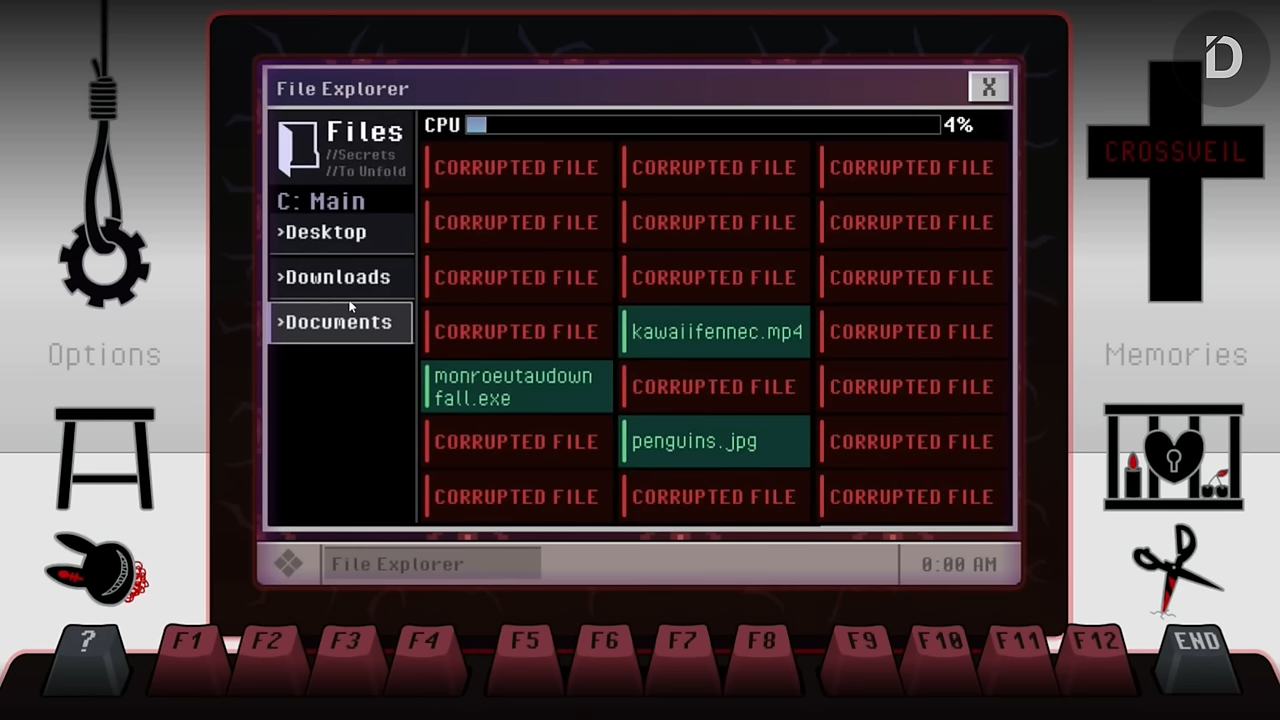 File Explorer
X
Files
//Secrets
//To Unfold
CPU
4%
C: Main
>Desktop
>Downloads
>Documents
CORRUPTED FILE
CORRUPTED FILE
CORRUPTED FILE
CORRUPTED FILE
CORRUPTED FILE
CORRUPTED FILE
CORRUPTED FILE
CORRUPTED FILE
CORRUPTED FILE
CORRUPTED FILE
kawaiifennec.mp4
CORRUPTED FILE
monroeutaudown
fall.exe
CORRUPTED FILE
CORRUPTED FILE
CORRUPTED FILE
penguins.jpg
CORRUPTED FILE
CORRUPTED FILE
CORRUPTED FILE
CORRUPTED FILE
File Explorer
0:00 AM
Options
CROSSVEIL
Memories
D
? F1 F2 F3 F4 F5 F6 F7 F8 F9 F10 F11 F12 END